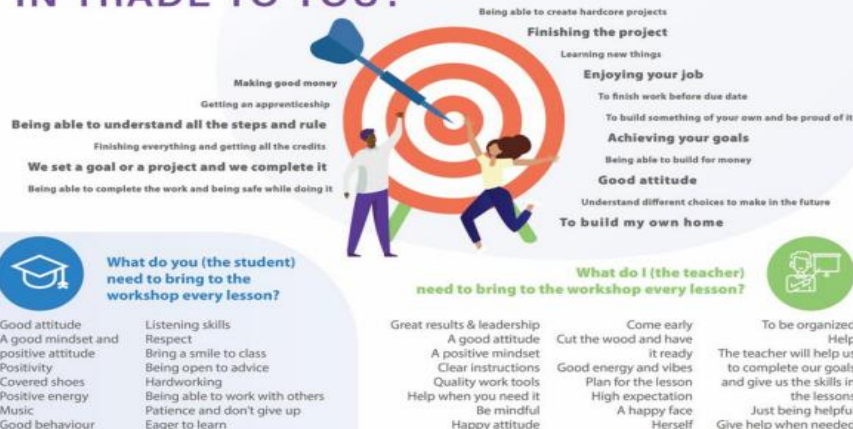 IN TRADE TO YOU?
Making good money
Getting an apprenticeship
Being able to understand all the steps and rule
Finishing everything and getting all the credits
We set a goal or a project and we complete it
Being able to complete the work and being safe while doing it
Being able to create hardcore projects
Finishing the project
Learning new things
Enjoying your job
To finish work before due date
To build something of your own and be proud of it
Achieving your goals
Being able to build for money
Good attitude
Understand different choices to make in the future
To build my own home
What do you (the student)
need to bring to the
workshop every lesson?
Good attitude
A good mindset and
positive attitude
Positivity
Covered shoes
Positive energy
Music
Good behaviour
Listening skills
Respect
Bring a smile to class
Being open to advice
Hardworking
Being able to work with others
Patience and don't give up
Eager to learn
What do I (the teacher)
need to bring to the workshop every lesson?
Great results & leadership
A good attitude
A positive mindset
Clear instructions
Quality work tools
Help when you need it
Be mindful
Happy attitude
Come early
Cut the wood and have
it ready
Good energy and vibes
Plan for the lesson
High expectation
A happy face
Herself
To be organized
Help
The teacher will help us
to complete our goals
and give us the skills in
the lessons
Just being helpful
Give help when needed